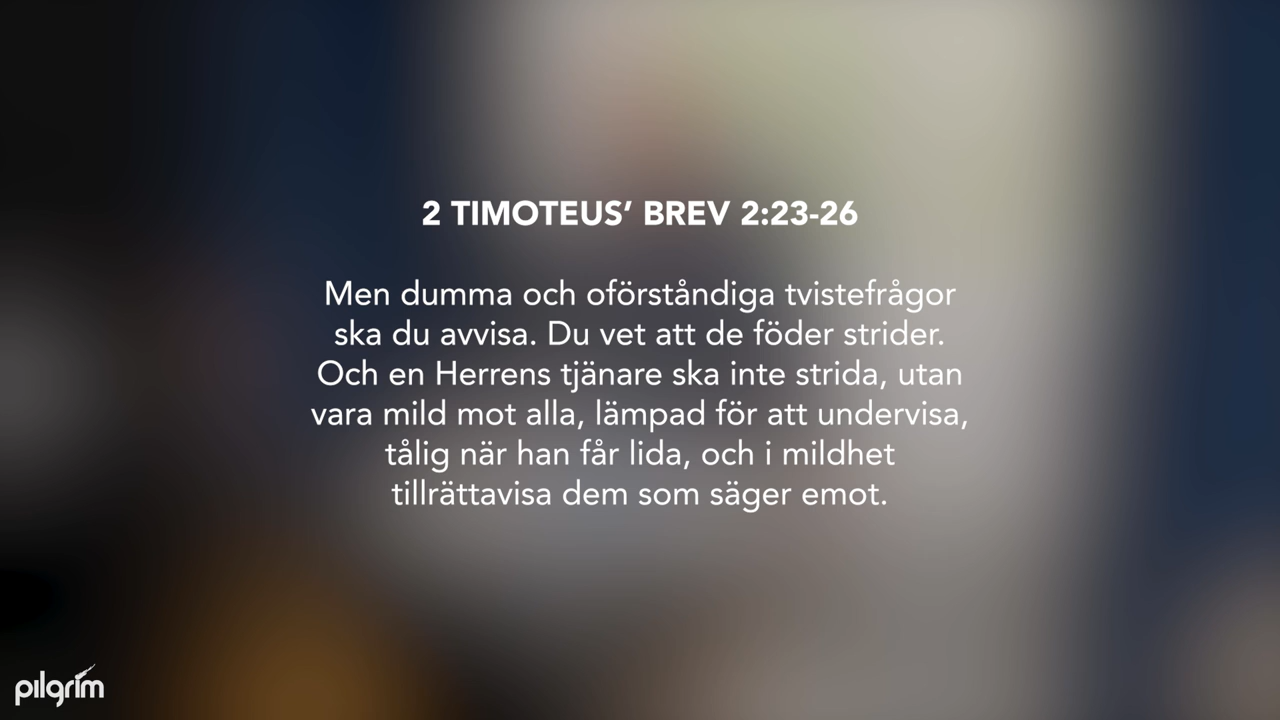 2 TIMOTEUS’ BREV 2:23-26
Men dumma och oförståndiga tvistefrågor
ska du avvisa. Du vet att de föder strider.
Och en Herrens tjänare ska inte strida, utan
vara mild mot alla, lämpad för att undervisa,
tålig när han får lida, och i mildhet
tillrättavisa dem som säger emot.
pilgrim